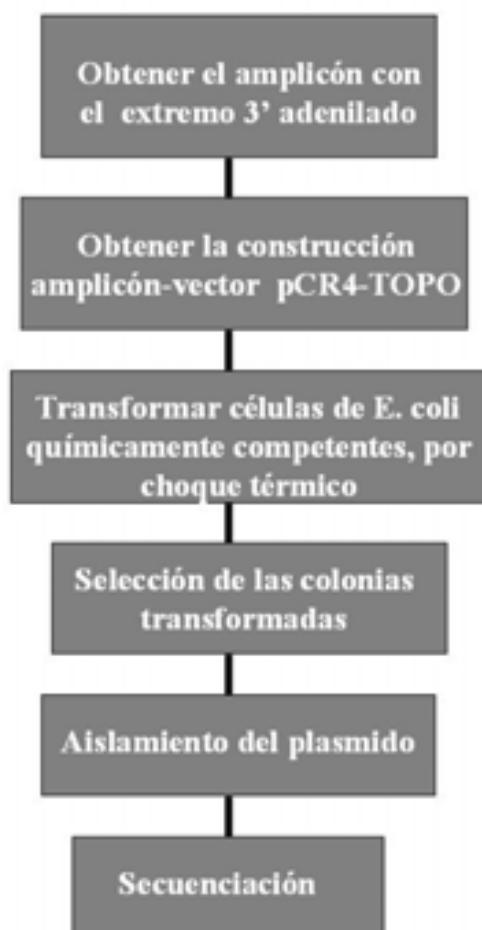 Obtener el amplicón con
el extremo 3’ adenilado
Obtener la construcción
amplicón-vector pCR4-TOPO
Transformar células de E. coli
químicamente competentes, por
choque térmico
Selección de las colonias
transformadas
Aislamiento del plasmido
Secuenciación